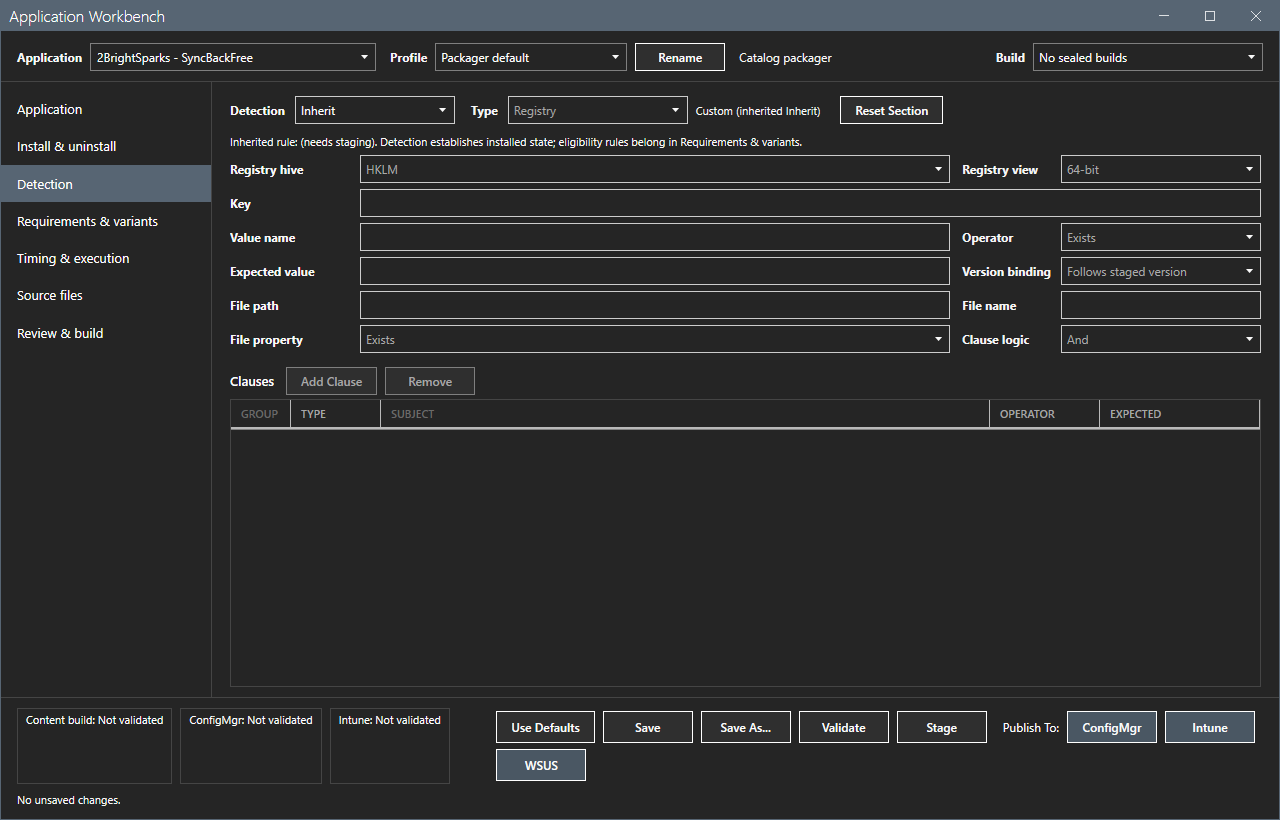 Application Workbench
Application 2BrightSparks - SyncBackFree Profile Packager default Rename Catalog packager Build No sealed builds
Application
Install & uninstall
Detection
Requirements & variants
Timing & execution
Source files
Review & build
Detection Inherit Type Registry Custom (inherited Inherit) Reset Section
Inherited rule: (needs staging). Detection establishes installed state; eligibility rules belong in Requirements & variants.
Registry hive HKLM Registry view 64-bit
Key
Value name Operator Exists
Expected value Version binding Follows staged version
File path File name
File property Exists Clause logic And
Clauses Add Clause Remove
GROUP TYPE SUBJECT OPERATOR EXPECTED
Content build: Not validated ConfigMgr: Not validated Intune: Not validated
Use Defaults Save Save As... Validate Stage Publish To: ConfigMgr Intune
WSUS
No unsaved changes.